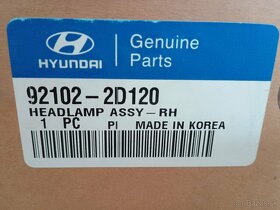 HYUNDAI
Genuine
Parts
92102-2D120
HEADLAMP ASSY-RH
1 PC PI MADE IN KOREA